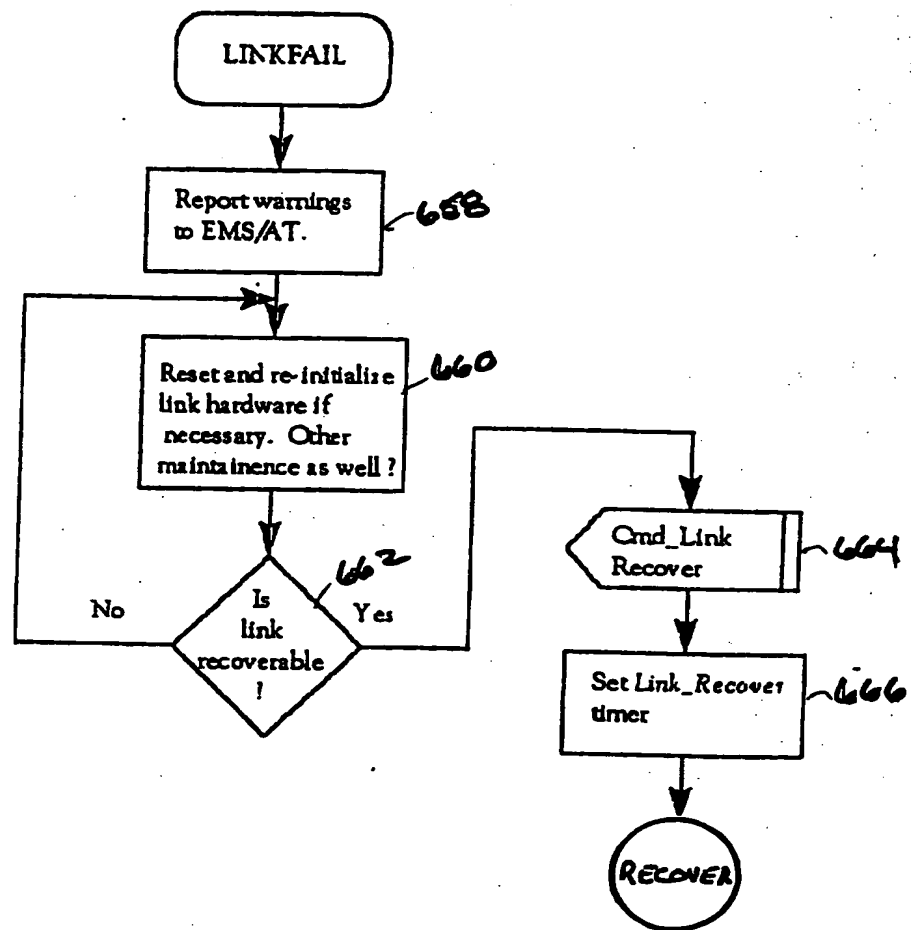 LINKFAIL
Report warnings
to EMS/AT.
658
Reset and re-initialize
link hardware if
necessary. Other
maintainence as well ?
660
Is
link
recoverable
?
662
No
Yes
Cmd_Link
Recover
664
Set Link_Recover
timer
666
RECOVER